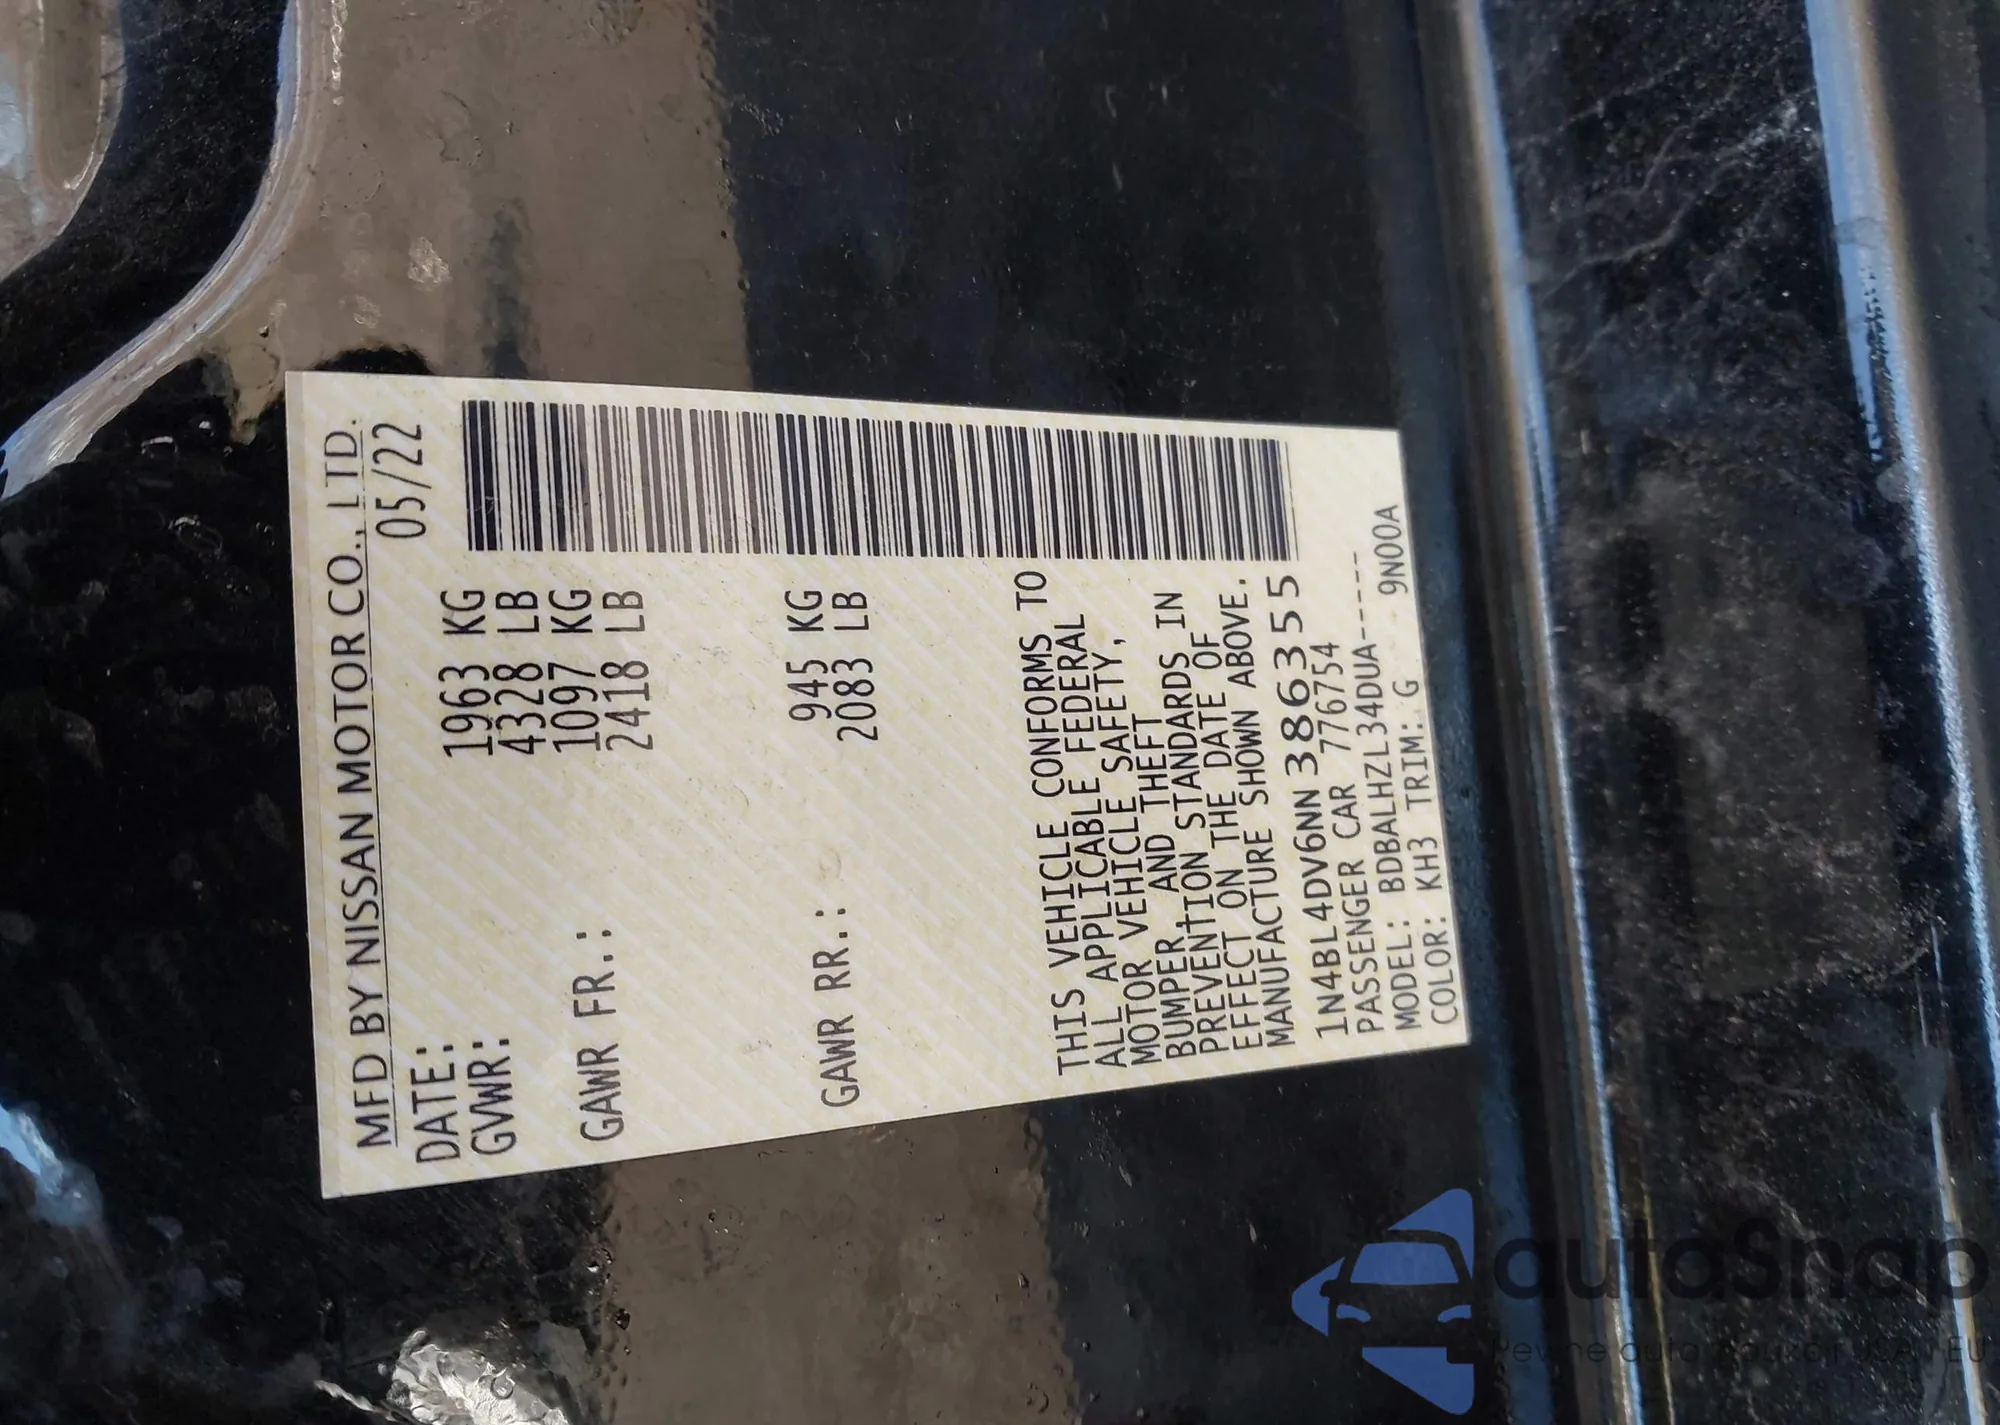 MFD BY NISSAN MOTOR CO., LTD.
DATE: 05/22
GVWR: 1963 KG
4328 LB
GAWR FR.: 1097 KG
2418 LB
GAWR RR.: 945 KG
2083 LB
THIS VEHICLE CONFORMS TO
ALL APPLICABLE FEDERAL
MOTOR VEHICLE SAFETY,
BUMPER, AND THEFT
PREVENTION STANDARDS IN
EFFECT ON THE DATE OF
MANUFACTURE SHOWN ABOVE.
1N4BL4DV6NN386355
PASSENGER CAR 776754
MODEL: BDBALHZL34DUA-----
COLOR: KH3 TRIM: G 9N00A
autoSnap